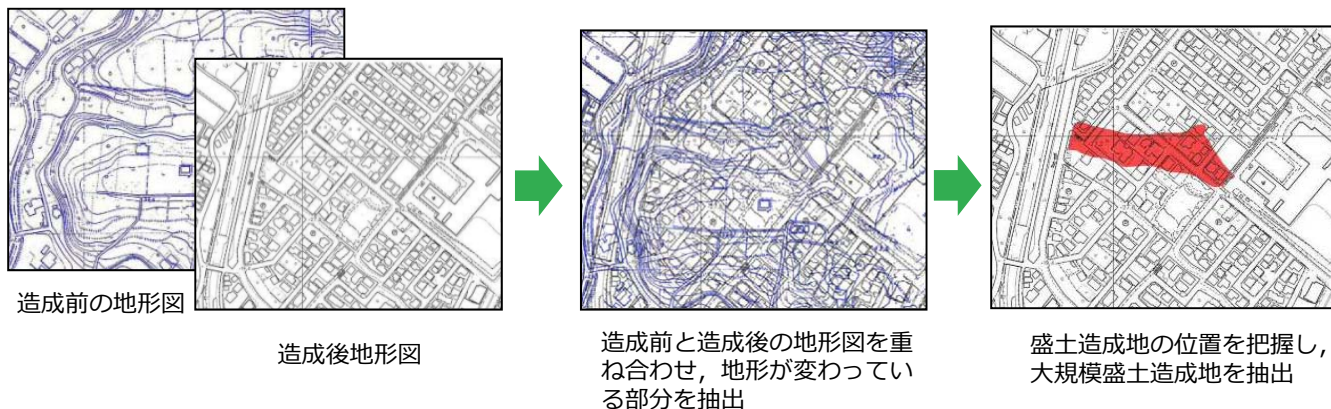 造成前の地形図
造成後地形図
造成前と造成後の地形図を重
ね合わせ，地形が変わってい
る部分を抽出
盛土造成地の位置を把握し，
大規模盛土造成地を抽出